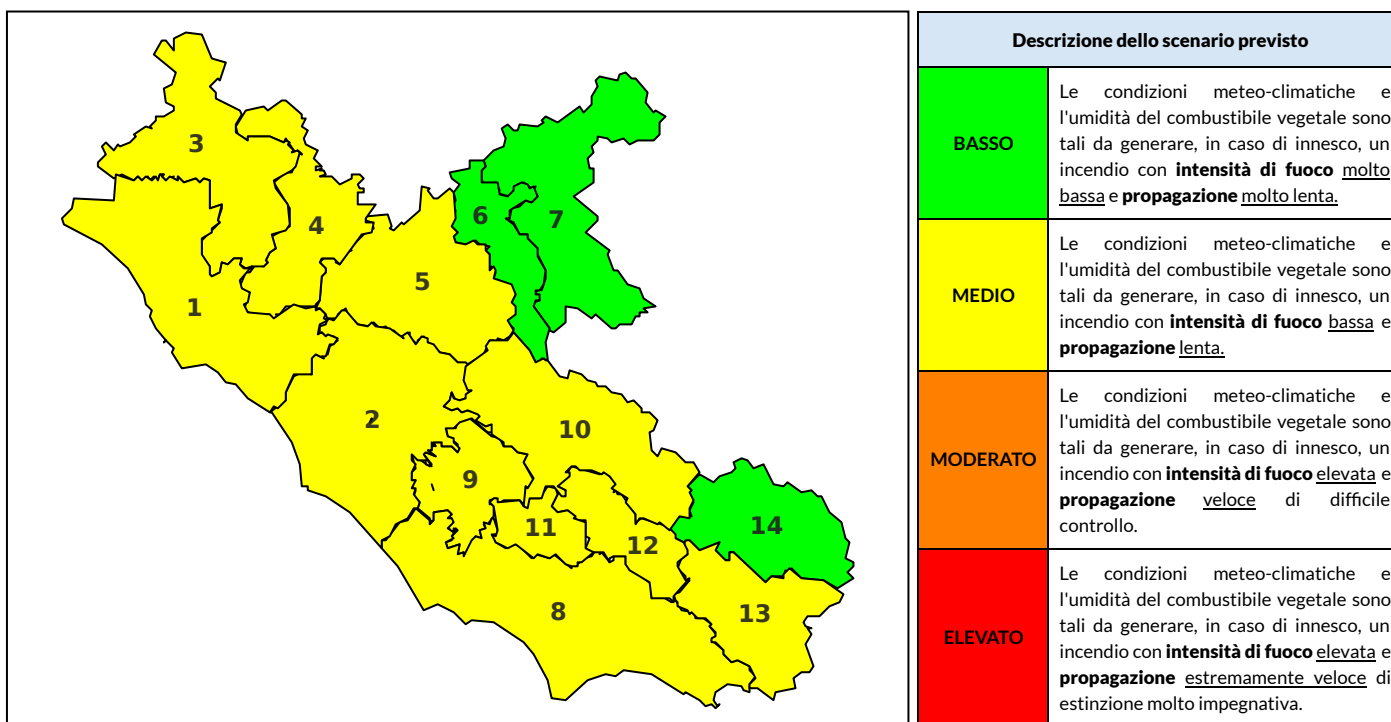 3
4
6
7
1
5
2
10
9
11
12
14
8
13
Descrizione dello scenario previsto
BASSO
Le condizioni meteo-climatiche e
l'umidità del combustibile vegetale sono
tali da generare, in caso di innesco, un
incendio con intensità di fuoco molto
bassa e propagazione molto lenta.
MEDIO
Le condizioni meteo-climatiche e
l'umidità del combustibile vegetale sono
tali da generare, in caso di innesco, un
incendio con intensità di fuoco bassa e
propagazione lenta.
MODERATO
Le condizioni meteo-climatiche e
l'umidità del combustibile vegetale sono
tali da generare, in caso di innesco, un
incendio con intensità di fuoco elevata e
propagazione veloce di difficile
controllo.
ELEVATO
Le condizioni meteo-climatiche e
l'umidità del combustibile vegetale sono
tali da generare, in caso di innesco, un
incendio con intensità di fuoco elevata e
propagazione estremamente veloce di
estinzione molto impegnativa.